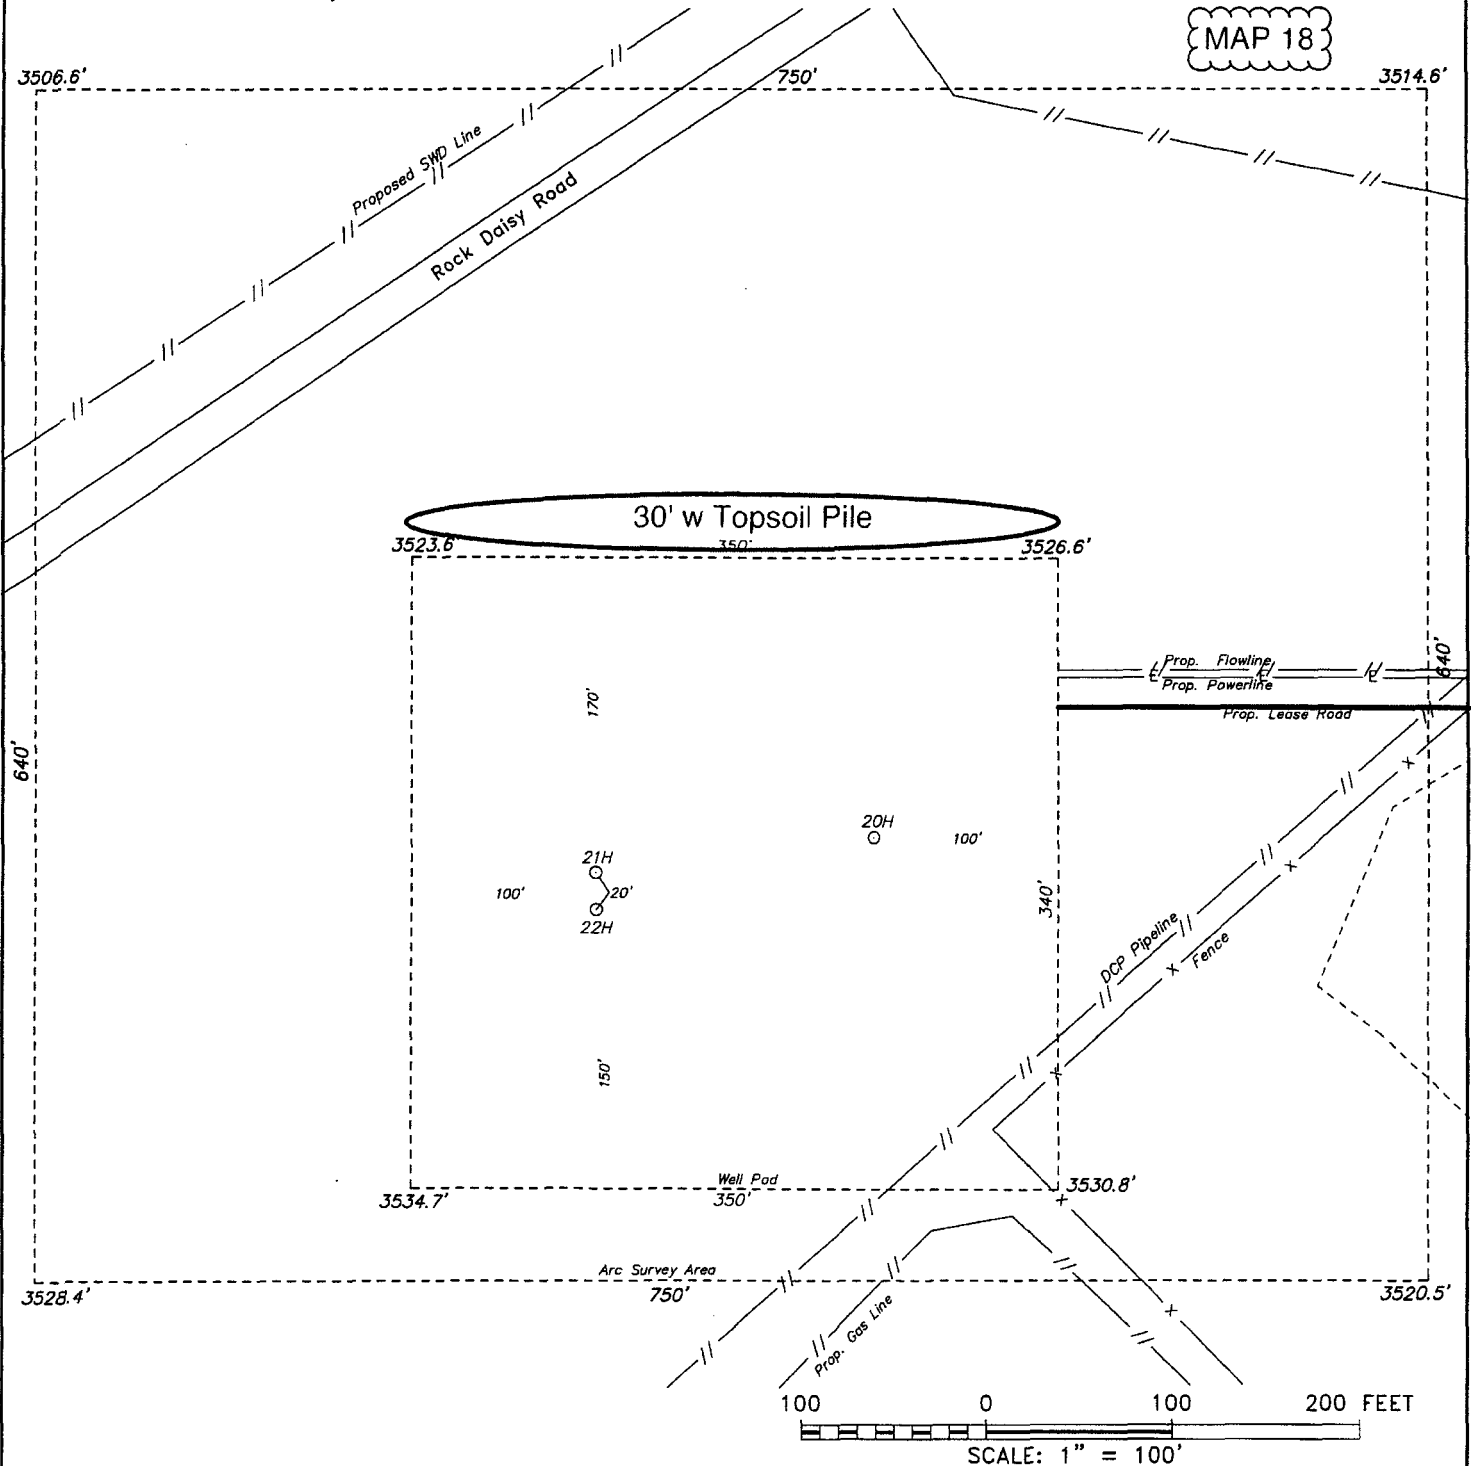 MAP 18
3506.6'
750'
3514.6'
Proposed SWD Line
Rock Daisy Road
30' w Topsoil Pile
3523.6'
350'
3526.6'
Prop. Flowline
Prop. Powerline
Prop. Lease Road
640'
640'
170'
20H
100'
21H
100'
20'
22H
340'
DCP Pipeline
Fence
150'
Well Pad
3534.7'
350'
3530.8'
Arc Survey Area
3528.4'
750'
3520.5'
Prop. Gas Line
100 0 100 200 FEET
SCALE: 1" = 100'